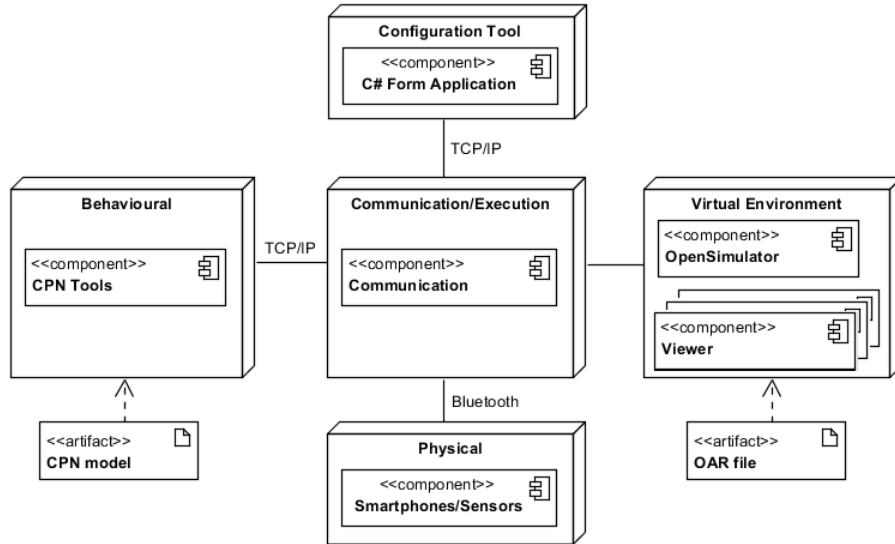 Configuration Tool
<<component>>
C# Form Application
TCP/IP
Behavioural
<<component>>
CPN Tools
TCP/IP
Communication/Execution
<<component>>
Communication
Virtual Environment
<<component>>
OpenSimulator
<<component>>
Viewer
Bluetooth
<<artifact>>
CPN model
Physical
<<component>>
Smartphones/Sensors
<<artifact>>
OAR file